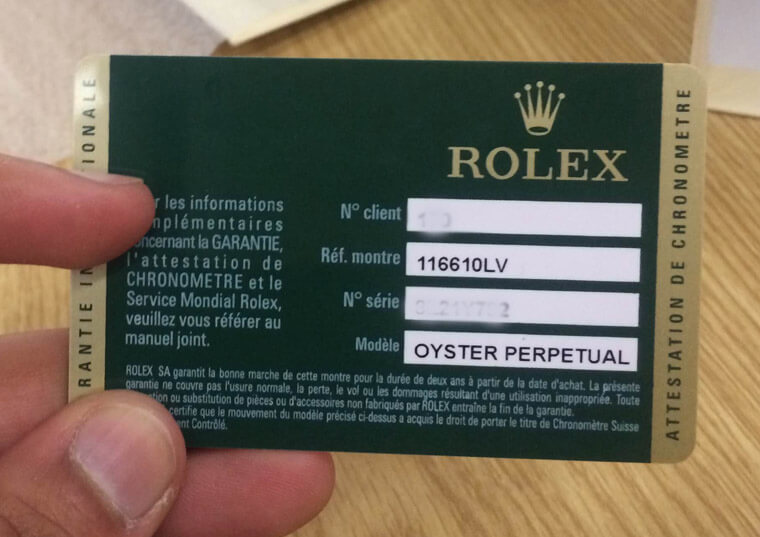 ROLEX
N° client
Réf. montre 116610LV
N° série
Modèle OYSTER PERPETUAL
les informations
concernant la GARANTIE,
l'attestation de
CHRONOMETRE et le
Service Mondial Rolex,
veuillez vous référer au
manuel joint.
ROLEX SA garantit la bonne marche de cette montre pour la durée de deux ans à partir de la date d'achat. La présente
garantie ne couvre pas l'usure normale, la perte, le vol ou les dommages résultant d'une utilisation inappropriée. Toute
ou substitution de pièces ou d'accessoires non fabriqués par ROLEX entraîne la fin de la garantie.
certifie que le mouvement du modèle précisé ci-dessus a acquis le droit de porter le titre de Chronomètre Suisse
Contrôlé.
ATTESTATION DE CHRONOMETRE